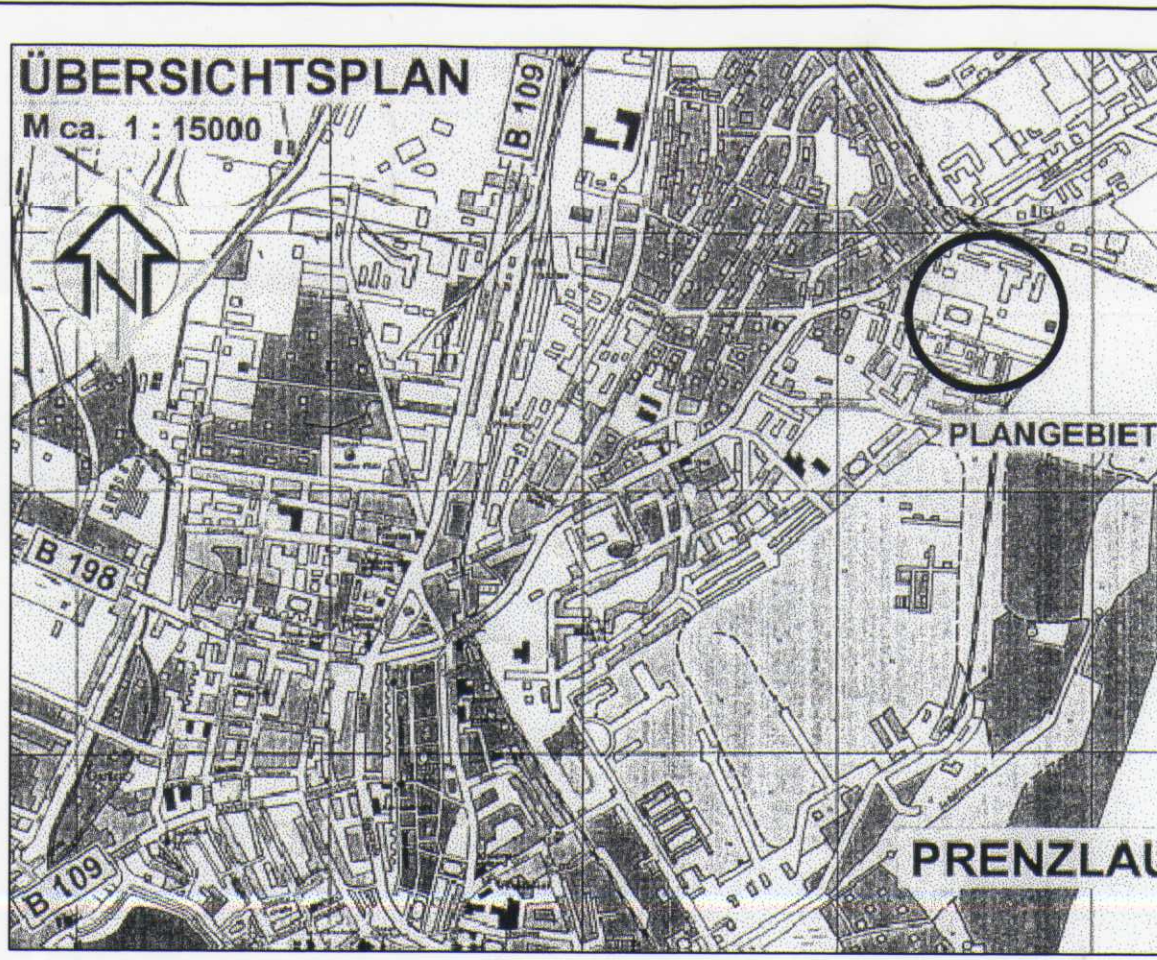 ÜBERSICHTSPLAN
M ca. 1 : 15000
B 109
N
PLANGEBIET
B 198
PRENZLAU
B 109